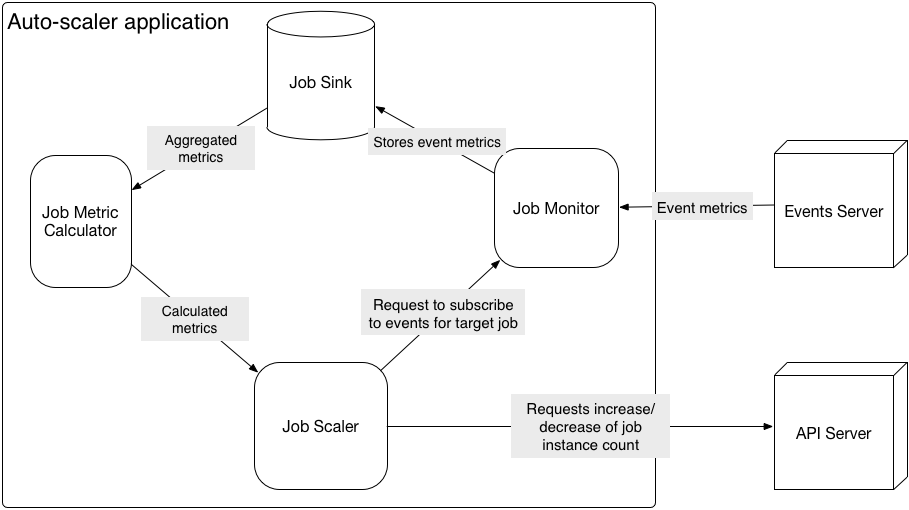 Auto-scaler application
Job Sink
Aggregated
metrics
Stores event metrics
Job Metric
Calculator
Job Monitor
Event metrics
Events Server
Calculated
metrics
Request to subscribe
to events for target job
Job Scaler
Requests increase/
decrease of job
instance count
API Server